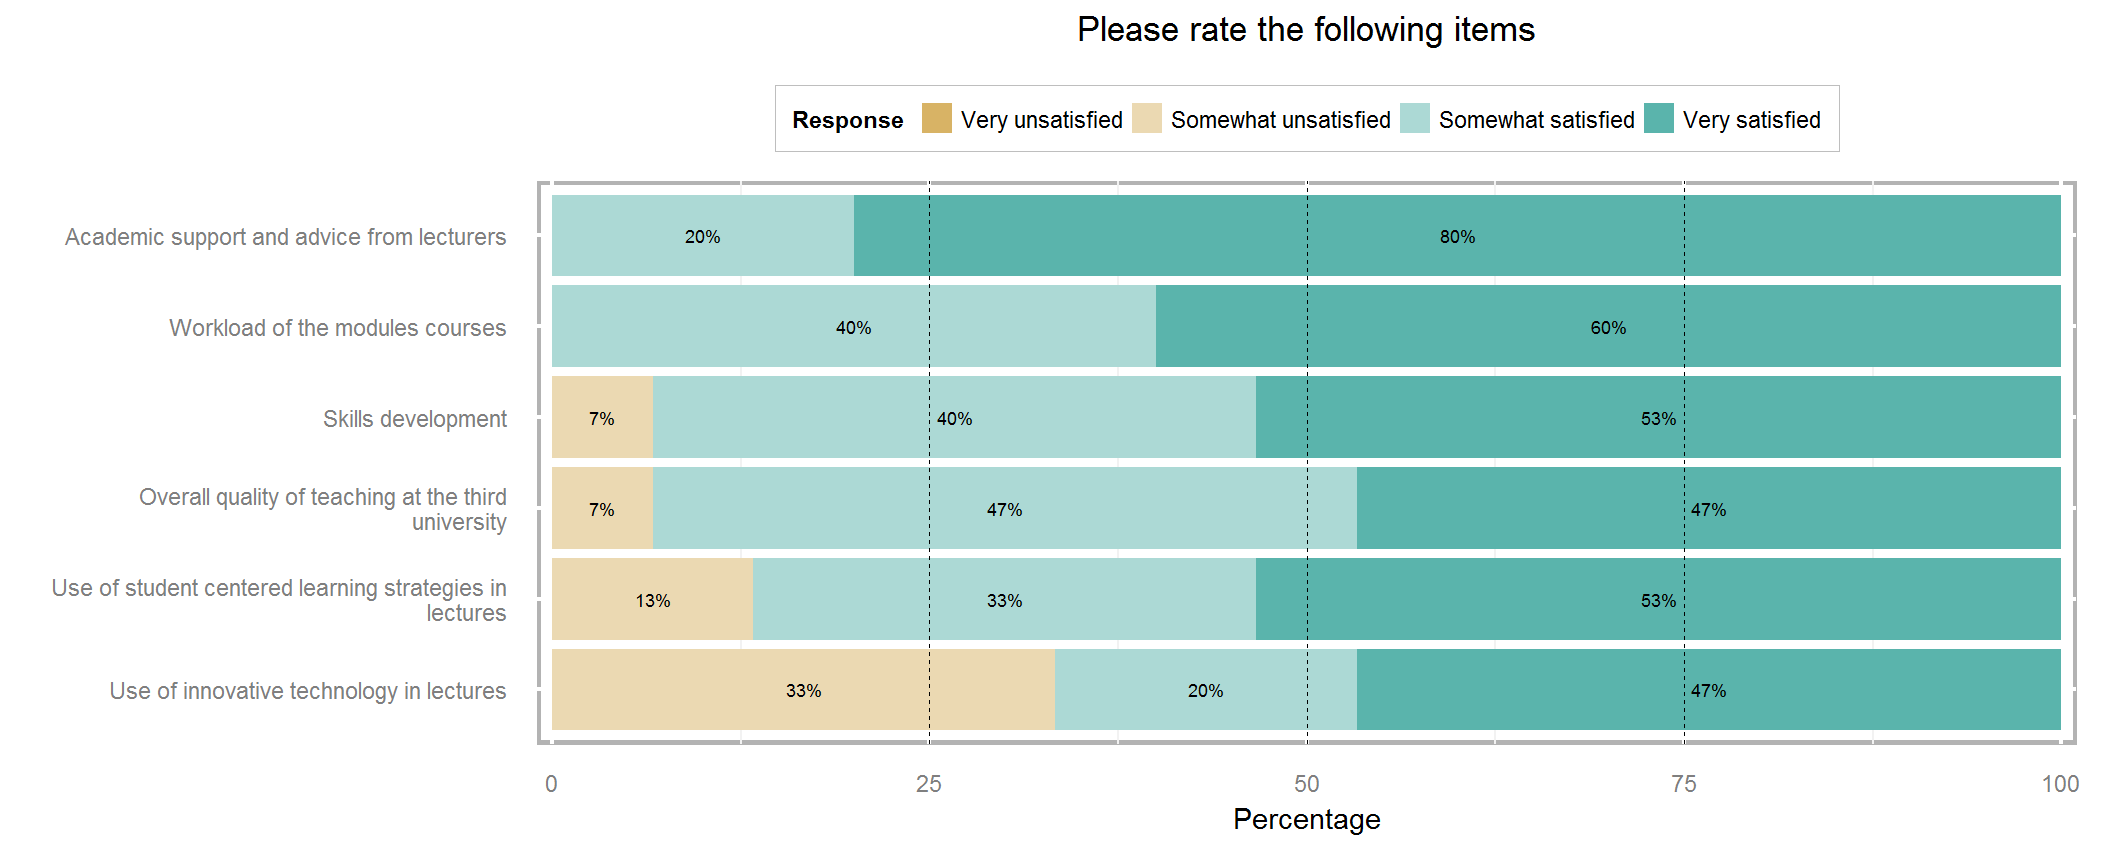 Please rate the following items
Response Very unsatisfied Somewhat unsatisfied Somewhat satisfied Very satisfied
Academic support and advice from lecturers 20% 80%
Workload of the modules courses 40% 60%
Skills development 7% 40% 53%
Overall quality of teaching at the third
university 7% 47% 47%
Use of student centered learning strategies in
lectures 13% 33% 53%
Use of innovative technology in lectures 33% 20% 47%
0 25 50 75 100
Percentage